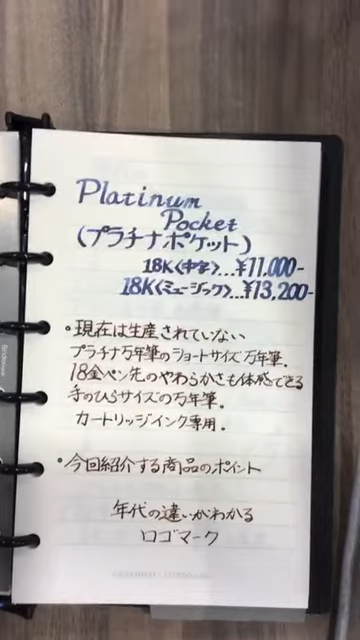 Platinum
Pocket
(プラチナポケット)
18K〈中字〉...¥11.000-
18K〈ミュージック〉...¥13,200-
・現在は生産されていない
プラチナ万年筆のショートサイズ万年筆.
18金ペン先のやわらかさも体感できる
手のひらサイズの万年筆.
カートリッジインク専用.
・今回紹介する商品のポイント
年代の違いがわかる
ロゴマーク